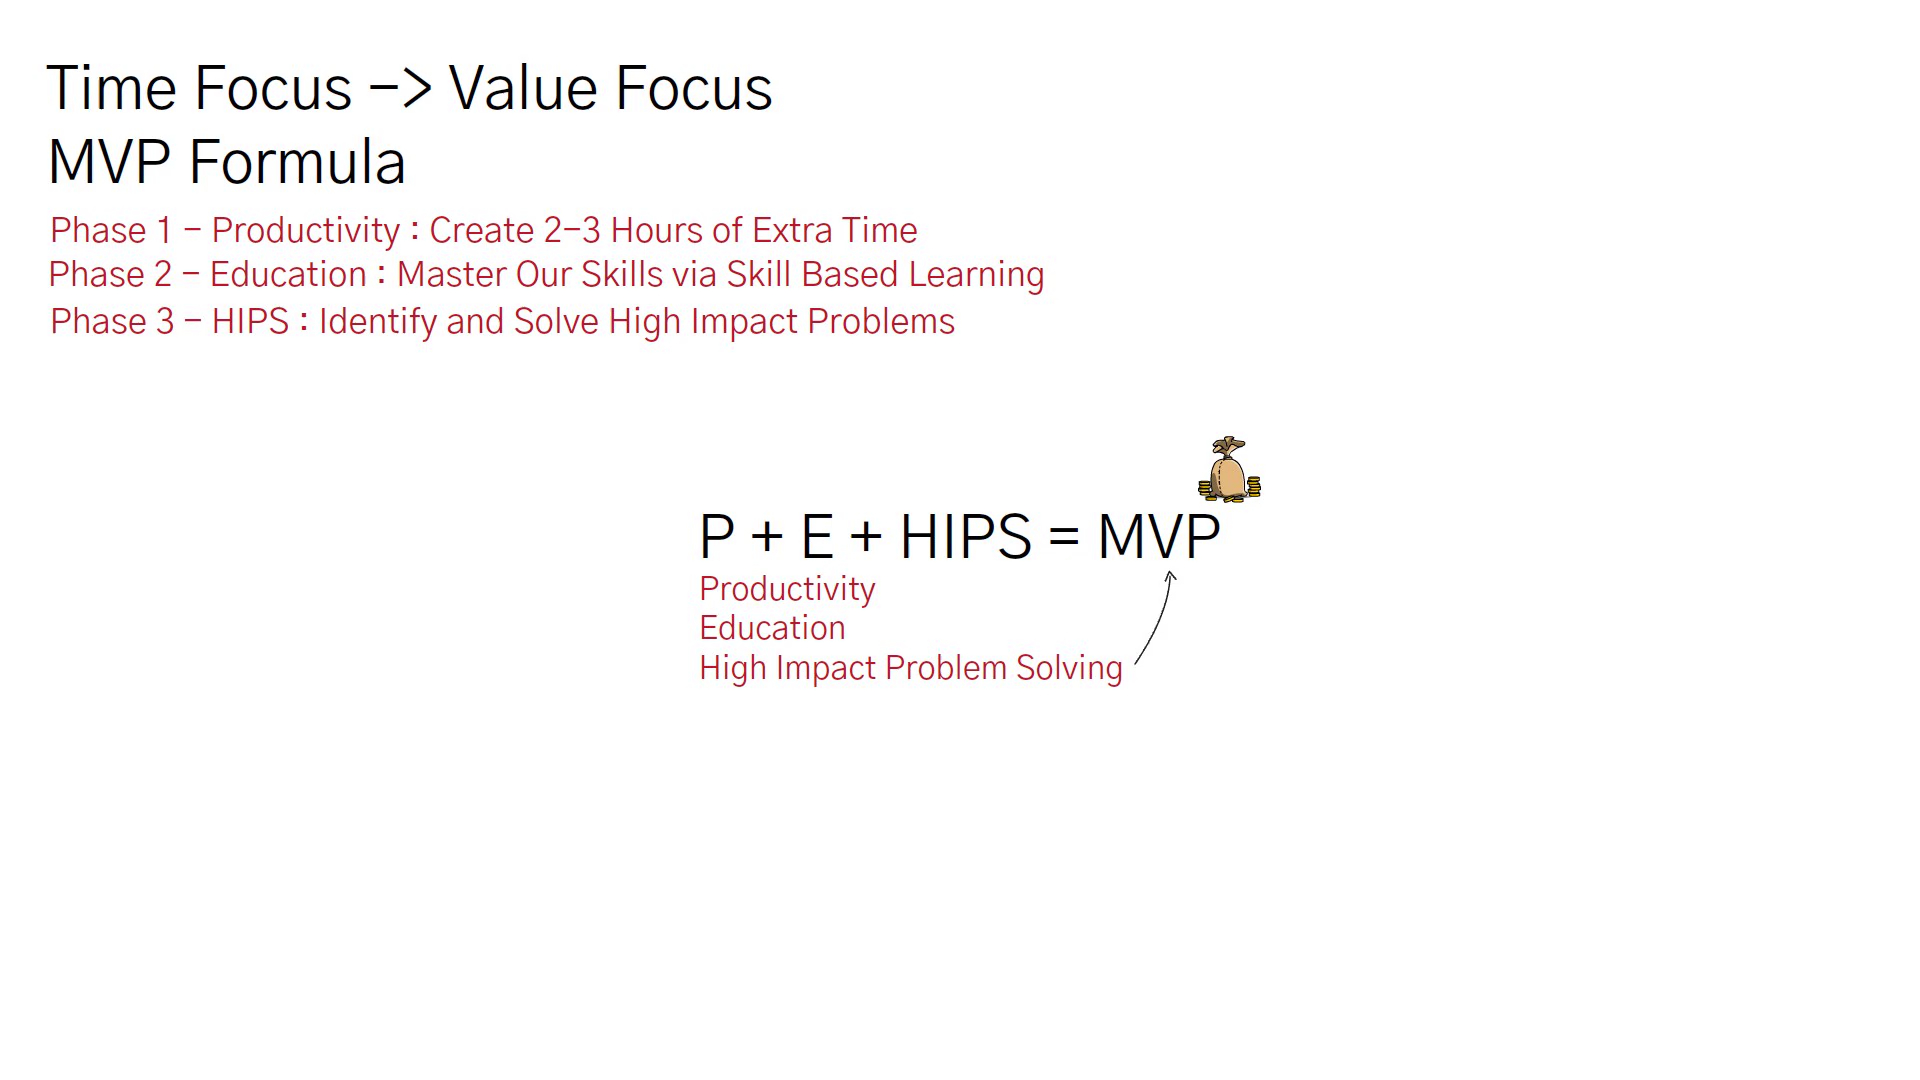 Time Focus -> Value Focus
MVP Formula
Phase 1 - Productivity : Create 2-3 Hours of Extra Time
Phase 2 - Education : Master Our Skills via Skill Based Learning
Phase 3 - HIPS : Identify and Solve High Impact Problems
P + E + HIPS = MVP
Productivity
Education
High Impact Problem Solving